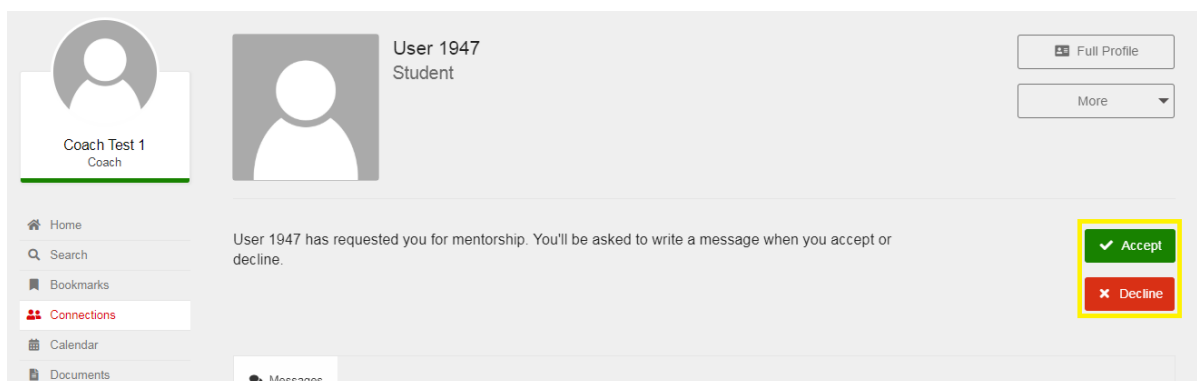 Coach Test 1
Coach
Home
Search
Bookmarks
Connections
Calendar
Documents
User 1947
Student
Full Profile
More
User 1947 has requested you for mentorship. You'll be asked to write a message when you accept or
decline.
Accept
Decline
Messages